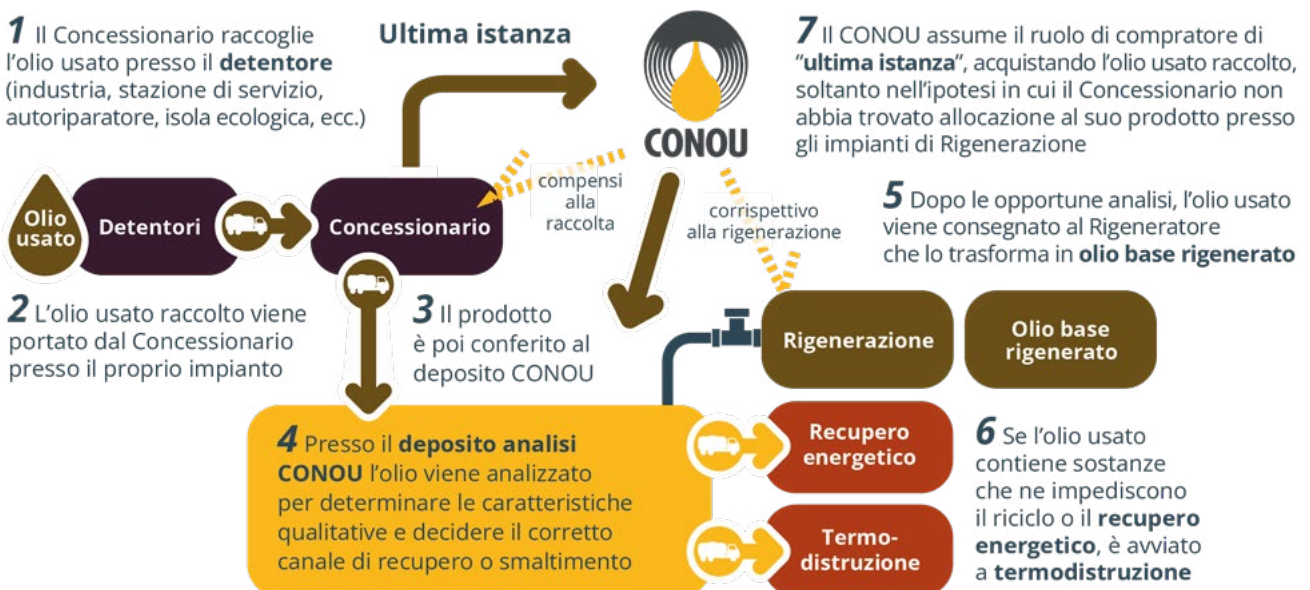 1 Il Concessionario raccoglie
l’olio usato presso il detentore
(industria, stazione di servizio,
autoriparatore, isola ecologica, ecc.)
Ultima istanza
CONOU
7 Il CONOU assume il ruolo di compratore di
“ultima istanza”, acquistando l’olio usato raccolto,
soltanto nell’ipotesi in cui il Concessionario non
abbia trovato allocazione al suo prodotto presso
gli impianti di Rigenerazione
Olio
usato
Detentori
Concessionario
compensi
alla
raccolta
corrispettivo
alla rigenerazione
5 Dopo le opportune analisi, l’olio usato
viene consegnato al Rigeneratore
che lo trasforma in olio base rigenerato
2 L’olio usato raccolto viene
portato dal Concessionario
presso il proprio impianto
3 Il prodotto
è poi conferito al
deposito CONOU
Rigenerazione
Olio base
rigenerato
4 Presso il deposito analisi
CONOU l’olio viene analizzato
per determinare le caratteristiche
qualitative e decidere il corretto
canale di recupero o smaltimento
Recupero
energetico
Termo-
distruzione
6 Se l’olio usato
contiene sostanze
che ne impediscono
il riciclo o il recupero
energetico, è avviato
a termodistruzione